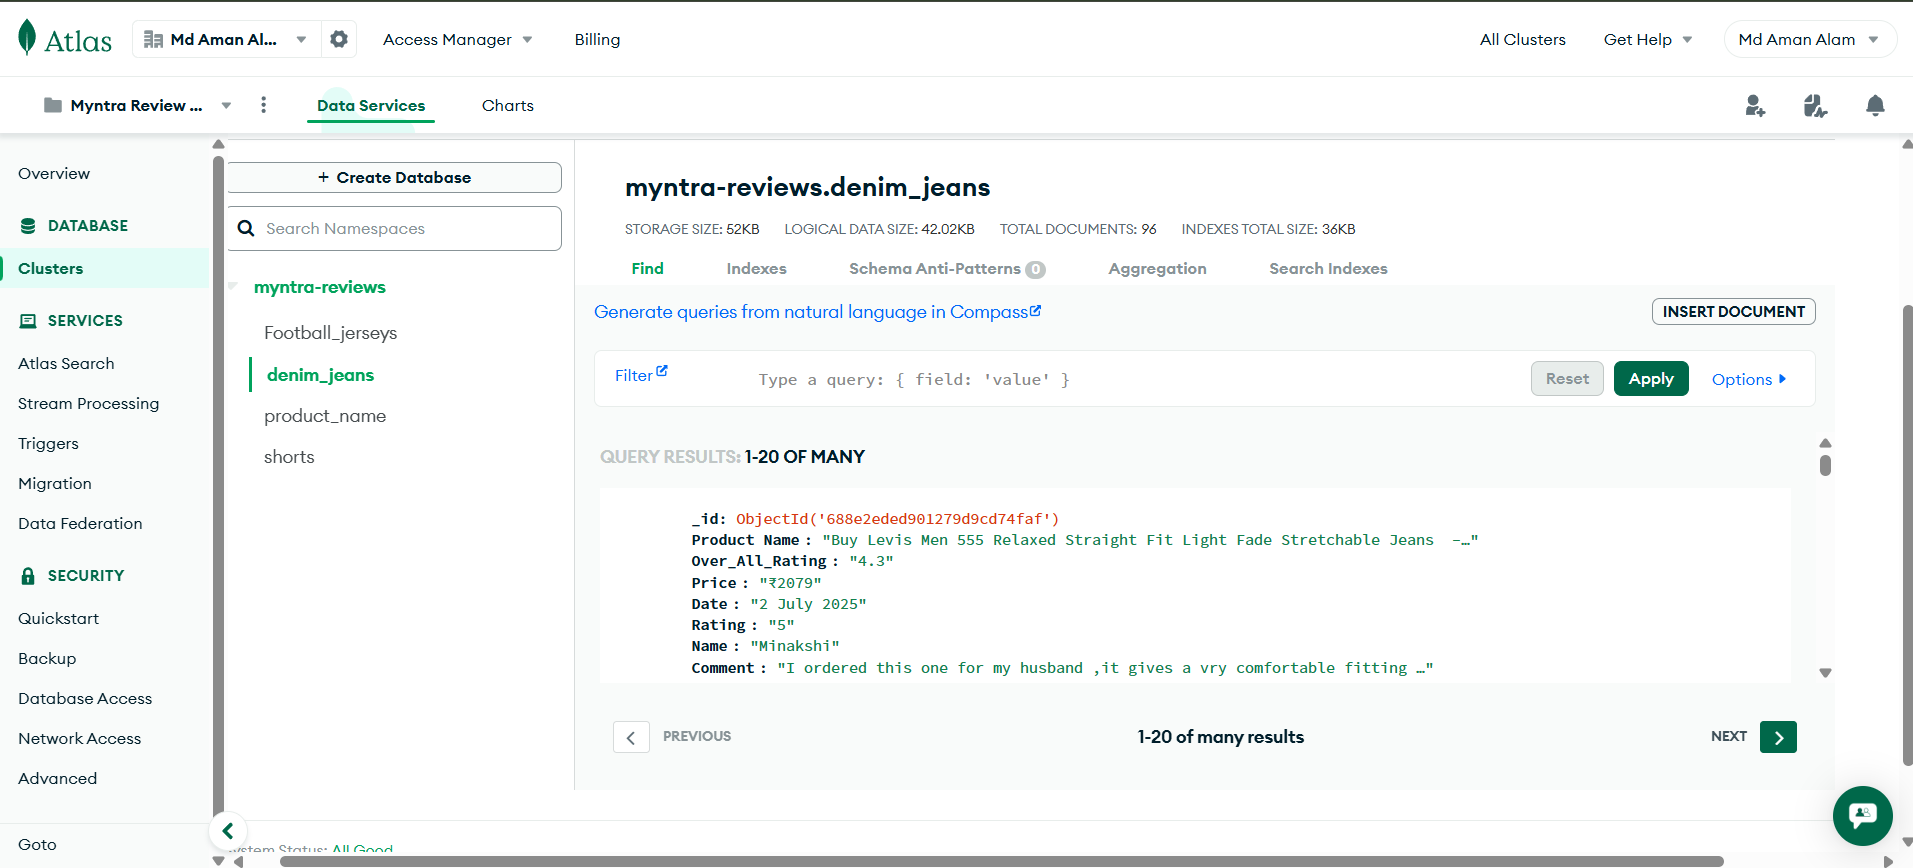 Atlas
Md Aman Al...
Access Manager
Billing
All Clusters
Get Help
Md Aman Alam
Myntra Review ...
Data Services
Charts
Overview
DATABASE
Clusters
SERVICES
Atlas Search
Stream Processing
Triggers
Migration
Data Federation
SECURITY
Quickstart
Backup
Database Access
Network Access
Advanced
Goto
+ Create Database
Search Namespaces
myntra-reviews
Football_jerseys
denim_jeans
product_name
shorts
myntra-reviews.denim_jeans
STORAGE SIZE: 52KB LOGICAL DATA SIZE: 42.02KB TOTAL DOCUMENTS: 96 INDEXES TOTAL SIZE: 36KB
Find Indexes Schema Anti-Patterns 0 Aggregation Search Indexes
Generate queries from natural language in Compass
INSERT DOCUMENT
Filter
Type a query: { field: 'value' }
Reset
Apply
Options
QUERY RESULTS: 1-20 OF MANY
_id: ObjectId('688e2eded901279d9cd74faf')
Product Name : "Buy Levis Men 555 Relaxed Straight Fit Light Fade Stretchable Jeans -…"
Over_All_Rating : "4.3"
Price : "₹2079"
Date : "2 July 2025"
Rating : "5"
Name : "Minakshi"
Comment : "I ordered this one for my husband ,it gives a vry comfortable fitting …"
PREVIOUS
1-20 of many results
NEXT
ystem Status: All Good